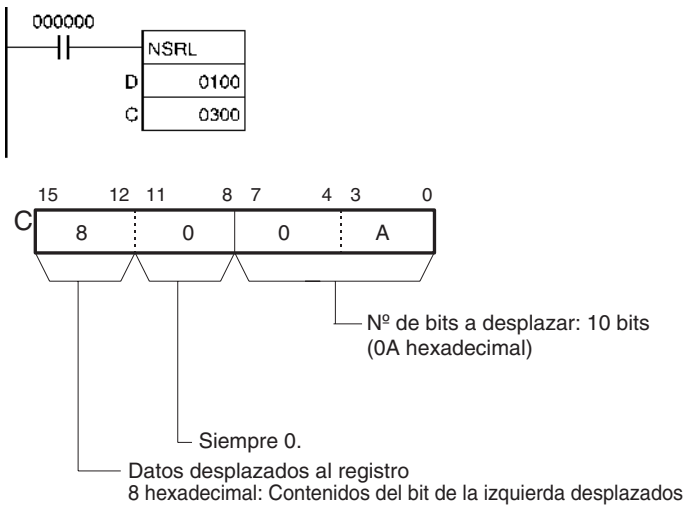 000000
NSRL
D 0100
C 0300
15 12 11 8 7 4 3 0
C 8 0 0 A
Nº de bits a desplazar: 10 bits
(0A hexadecimal)
Siempre 0.
Datos desplazados al registro
8 hexadecimal: Contenidos del bit de la izquierda desplazados